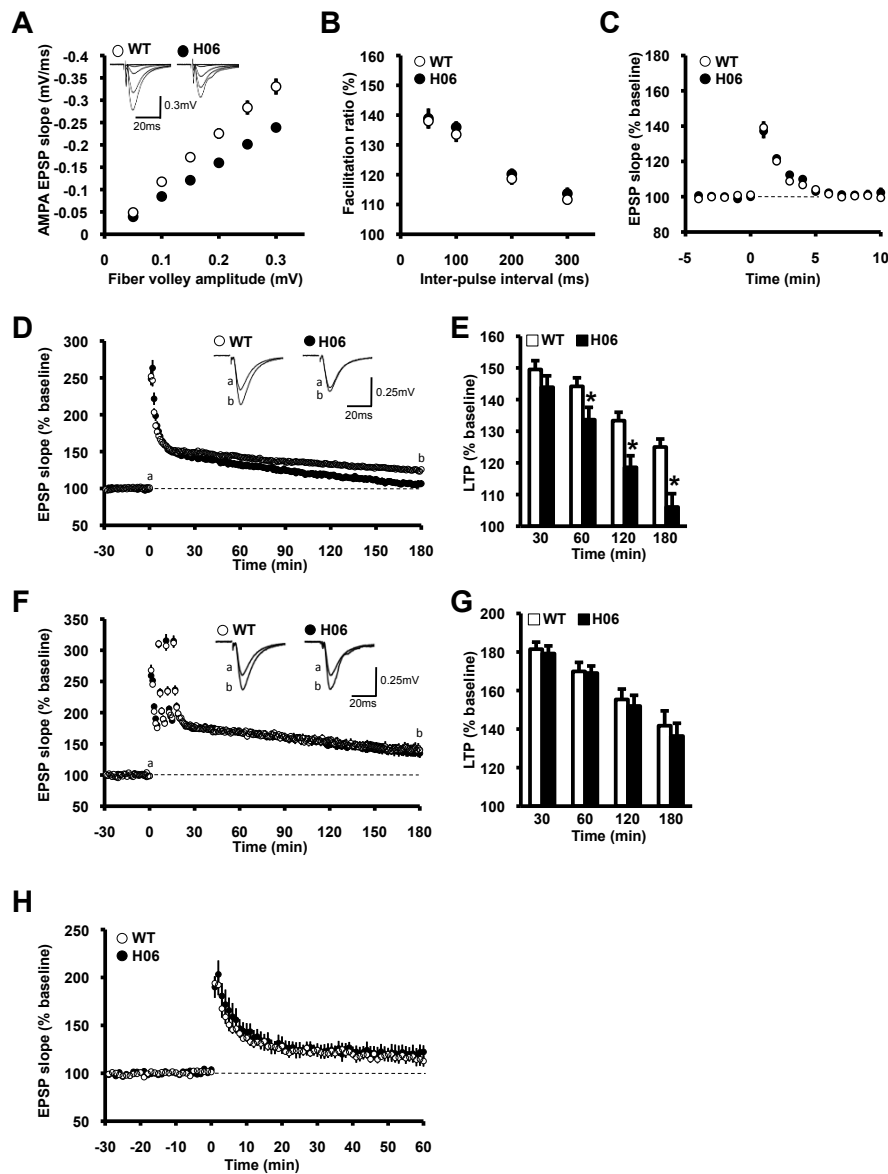 A
WT H06
-0.4
-0.35
-0.3
-0.25
-0.2
-0.15
-0.1
-0.05
0
AMPA EPSP slope (mV/ms)
0.3mV
20ms
0 0.1 0.2 0.3 0.4
Fiber volley amplitude (mV)
B
WT
H06
160
150
140
130
120
110
Facilitation ratio (%)
0 100 200 300
Inter-pulse interval (ms)
C
WT
H06
180
160
140
120
100
80
EPSP slope (% baseline)
-5 0 5 10
Time (min)
D
WT H06
300
250
200
150
100
50
EPSP slope (% baseline)
a
b
a
b
0.25mV
20ms
a
b
-30 0 30 60 90 120 150 180
Time (min)
E
WT H06
160
150
140
130
120
110
100
LTP (% baseline)
* * *
30 60 120 180
Time (min)
F
WT H06
350
300
250
200
150
100
50
EPSP slope (% baseline)
a
b
a
b
0.25mV
20ms
a
b
-30 0 30 60 90 120 150 180
Time (min)
G
WT H06
200
180
160
140
120
100
LTP (% baseline)
30 60 120 180
Time (min)
H
WT
H06
250
200
150
100
50
EPSP slope (% baseline)
-30 -20 -10 0 10 20 30 40 50 60
Time (min)